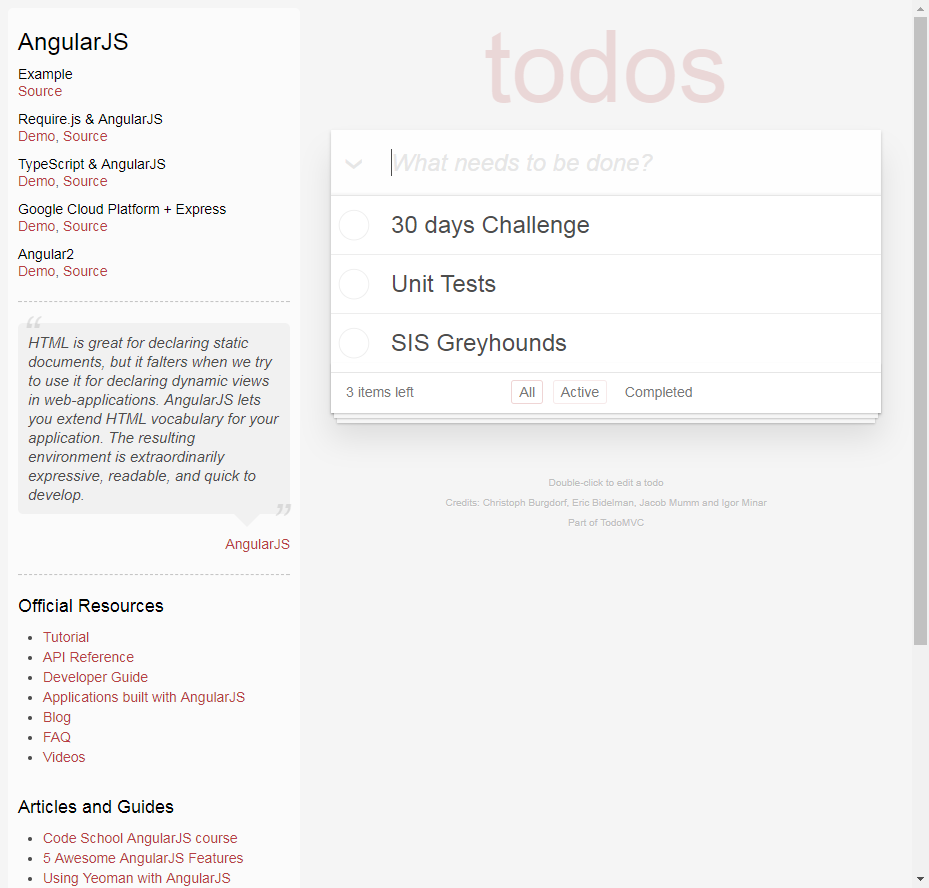 AngularJS
Example
Source
Require.js & AngularJS
Demo, Source
TypeScript & AngularJS
Demo, Source
Google Cloud Platform + Express
Demo, Source
Angular2
Demo, Source
“
HTML is great for declaring static
documents, but it falters when we try
to use it for declaring dynamic views
in web-applications. AngularJS lets
you extend HTML vocabulary for your
application. The resulting
environment is extraordinarily
expressive, readable, and quick to
develop.
”
AngularJS
Official Resources
Tutorial
API Reference
Developer Guide
Applications built with AngularJS
Blog
FAQ
Videos
Articles and Guides
Code School AngularJS course
5 Awesome AngularJS Features
Using Yeoman with AngularJS
todos
What needs to be done?
30 days Challenge
Unit Tests
SIS Greyhounds
3 items left All Active Completed
Double-click to edit a todo
Credits: Christoph Burgdorf, Eric Bidelman, Jacob Mumm and Igor Minar
Part of TodoMVC